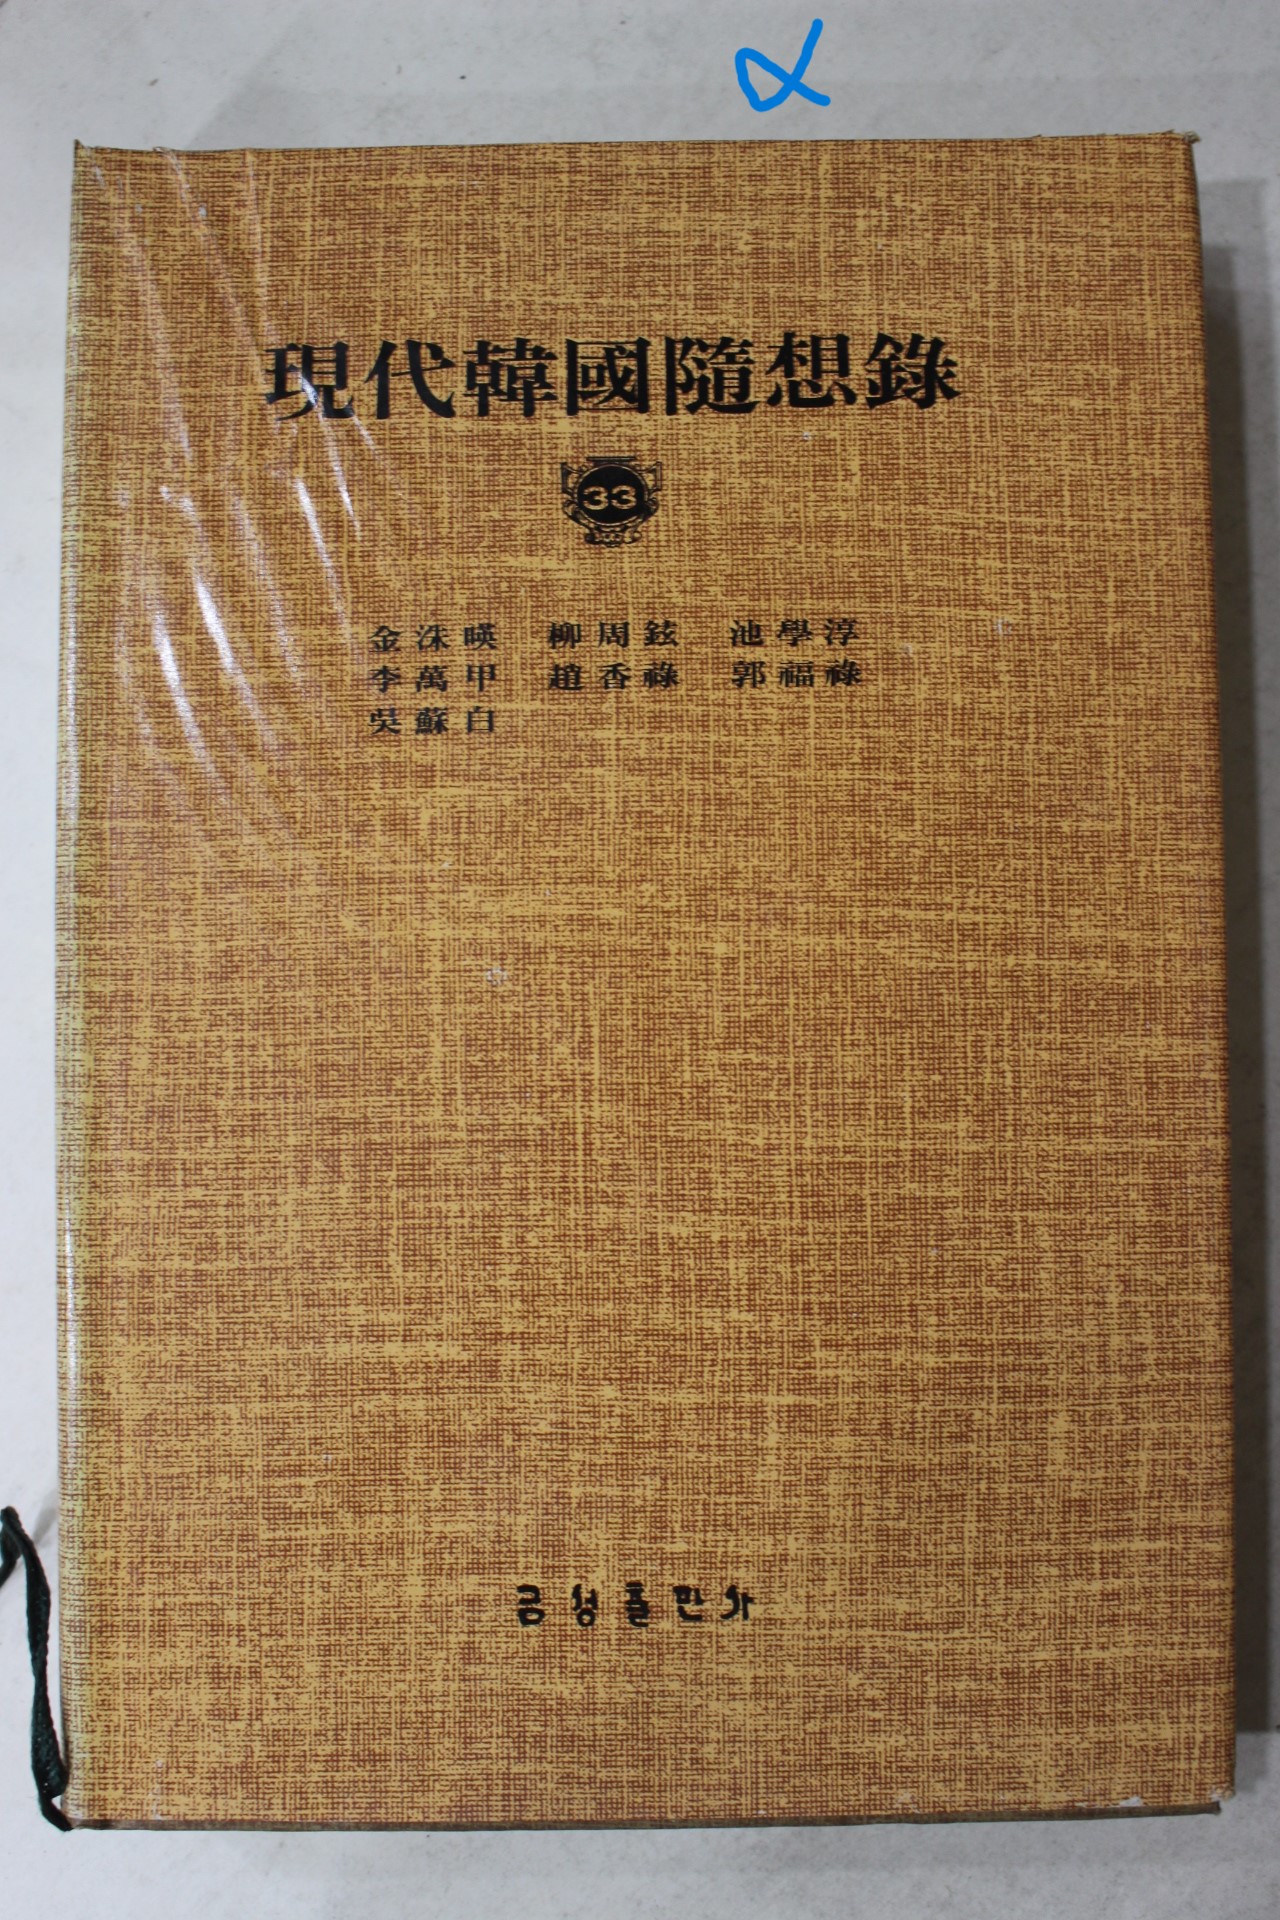 α
現代韓國隨想錄
33
金洙暎 柳周鉉 池學淳
李萬甲 趙香祿 郭福祿
吳蘇白
금성출판사